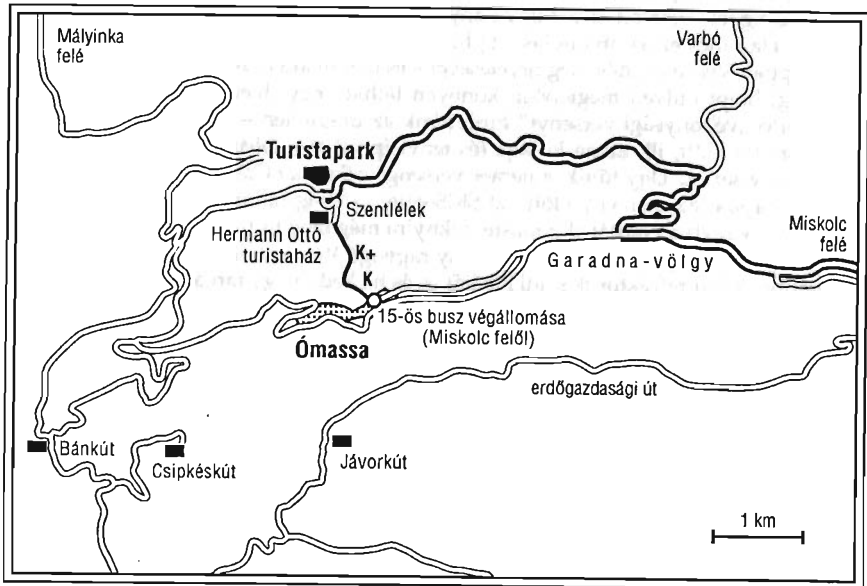 Mályinka
felé
Varbó
felé
Turistapark
Szentlélek
Hermann Ottó
turistaház
K+
K
Miskolc
felé
Garadna-völgy
15-ös busz végállomása
(Miskolc felől)
Ómassa
erdőgazdasági út
Bánkút
Csipkéskút
Jávorkút
1 km